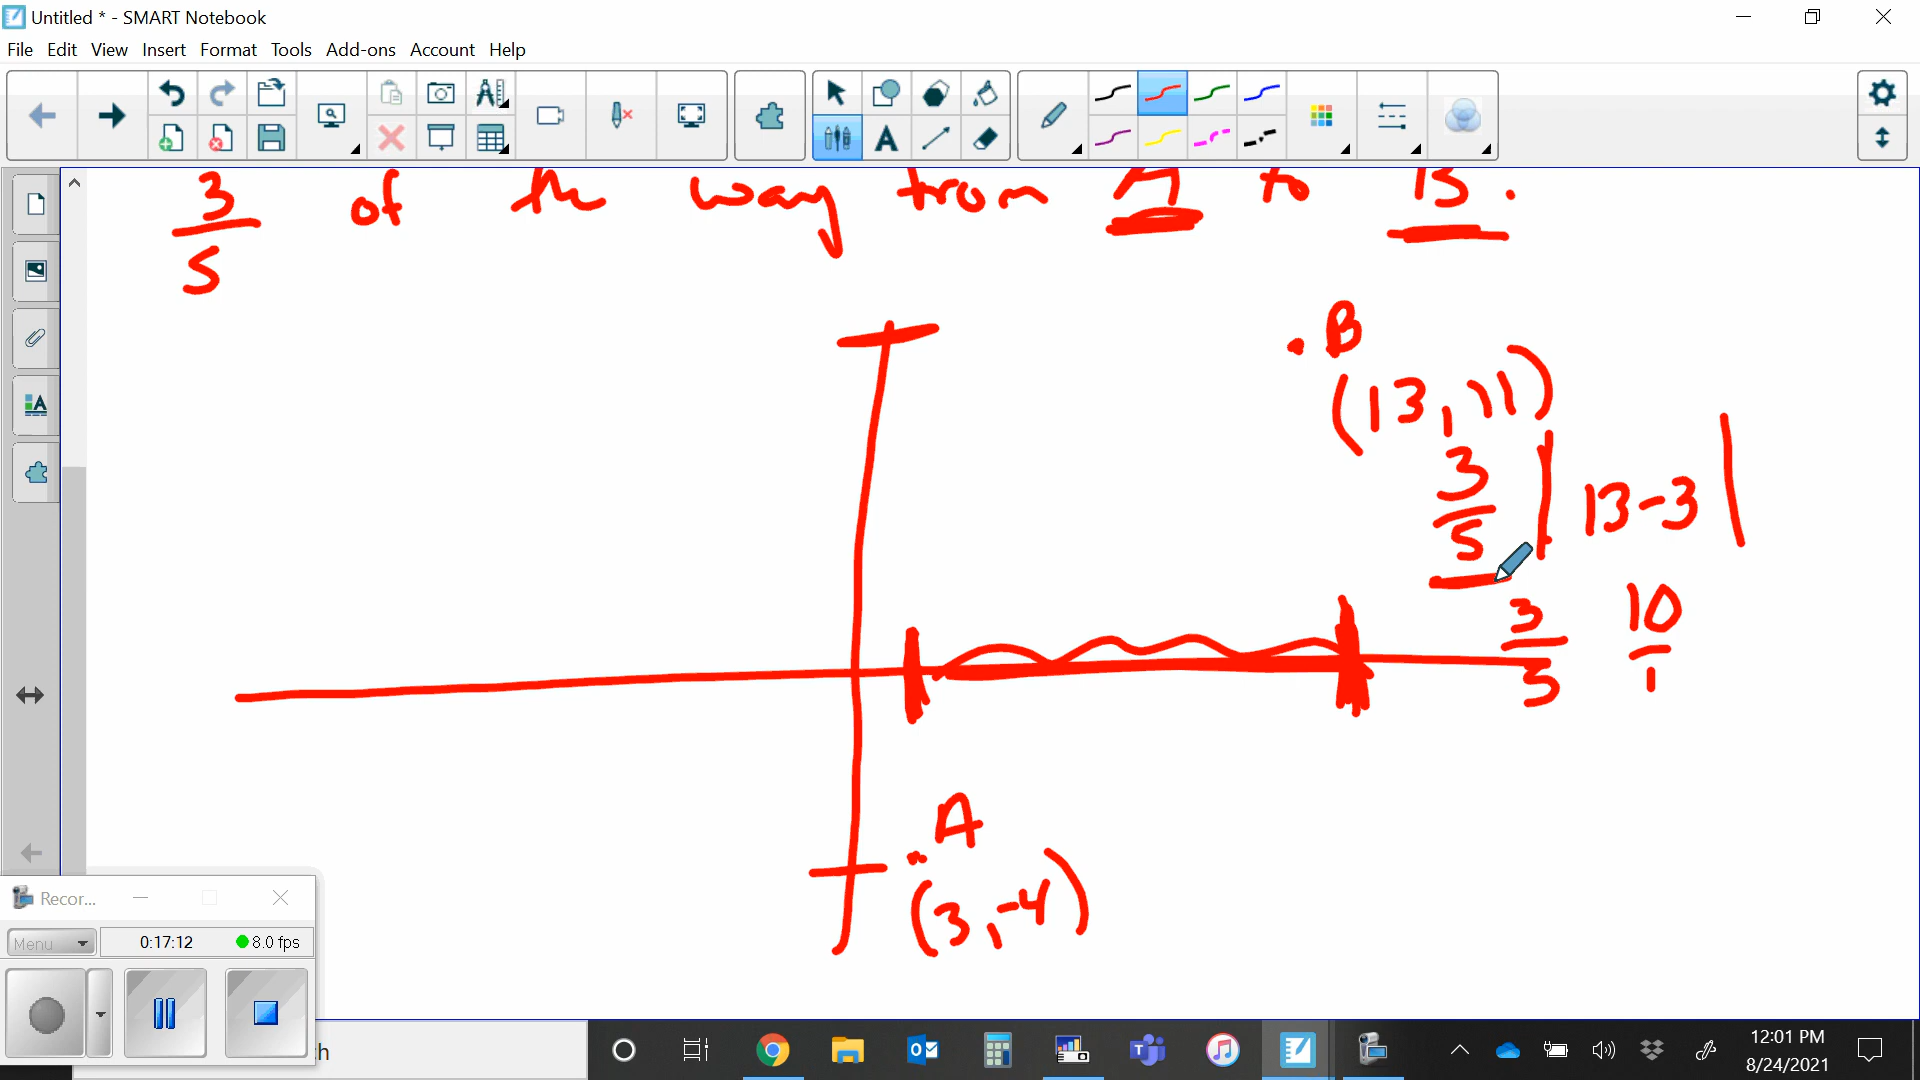 Untitled * - SMART Notebook
File Edit View Insert Format Tools Add-ons Account Help
3/5 of the way from A to B.
B
(13, 11)
3/5 |13-3|
3/5 10/1
A
(3, -4)
Recor...
Menu 0:17:12 8.0 fps
ch
12:01 PM
8/24/2021